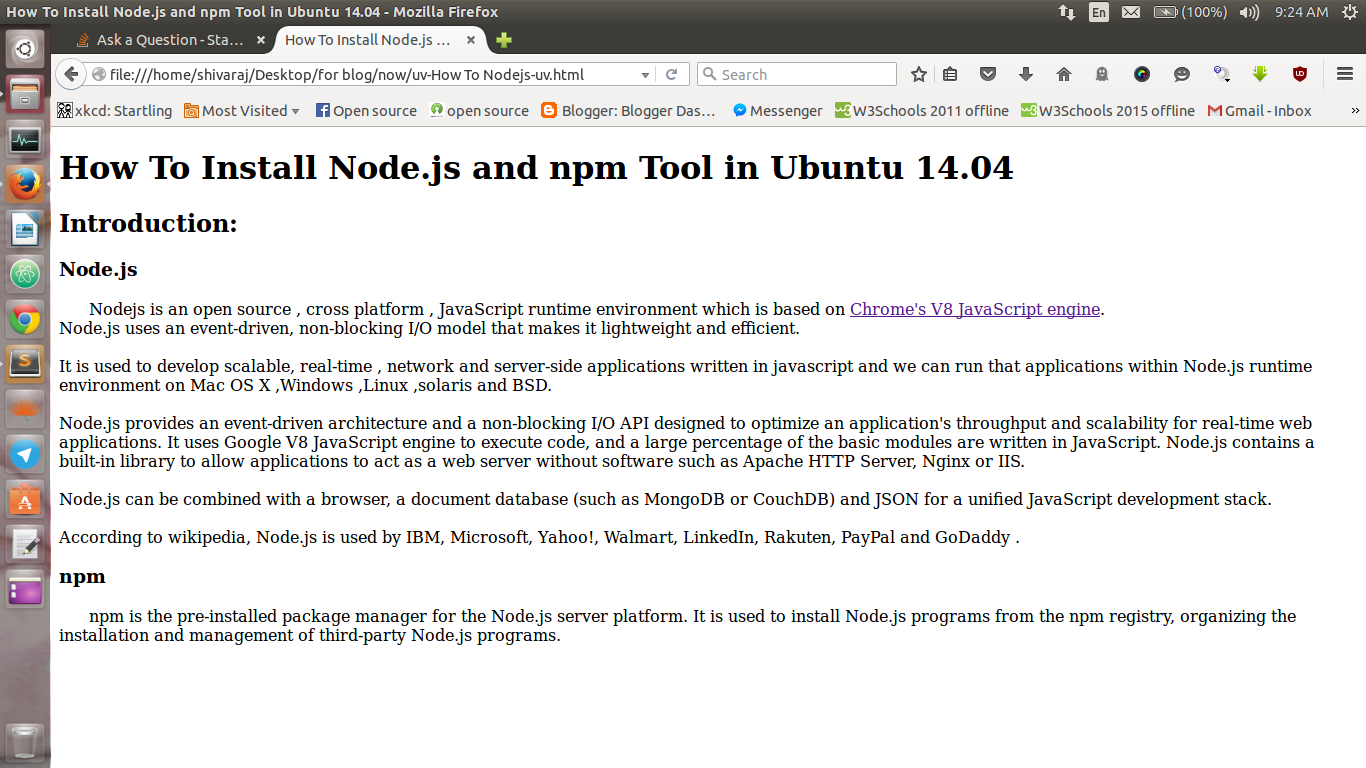 How To Install Node.js and npm Tool in Ubuntu 14.04 - Mozilla Firefox
En (100%) 9:24 AM
Ask a Question - Sta... How To Install Node.js ...
file:///home/shivaraj/Desktop/for blog/now/uv-How To Nodejs-uv.html Search
xkcd: Startling Most Visited Open source open source Blogger: Blogger Das... Messenger W3Schools 2011 offline W3Schools 2015 offline Gmail - Inbox »
How To Install Node.js and npm Tool in Ubuntu 14.04
Introduction:
Node.js
Nodejs is an open source , cross platform , JavaScript runtime environment which is based on Chrome's V8 JavaScript engine.
Node.js uses an event-driven, non-blocking I/O model that makes it lightweight and efficient.
It is used to develop scalable, real-time , network and server-side applications written in javascript and we can run that applications within Node.js runtime
environment on Mac OS X ,Windows ,Linux ,solaris and BSD.
Node.js provides an event-driven architecture and a non-blocking I/O API designed to optimize an application's throughput and scalability for real-time web
applications. It uses Google V8 JavaScript engine to execute code, and a large percentage of the basic modules are written in JavaScript. Node.js contains a
built-in library to allow applications to act as a web server without software such as Apache HTTP Server, Nginx or IIS.
Node.js can be combined with a browser, a document database (such as MongoDB or CouchDB) and JSON for a unified JavaScript development stack.
According to wikipedia, Node.js is used by IBM, Microsoft, Yahoo!, Walmart, LinkedIn, Rakuten, PayPal and GoDaddy .
npm
npm is the pre-installed package manager for the Node.js server platform. It is used to install Node.js programs from the npm registry, organizing the
installation and management of third-party Node.js programs.